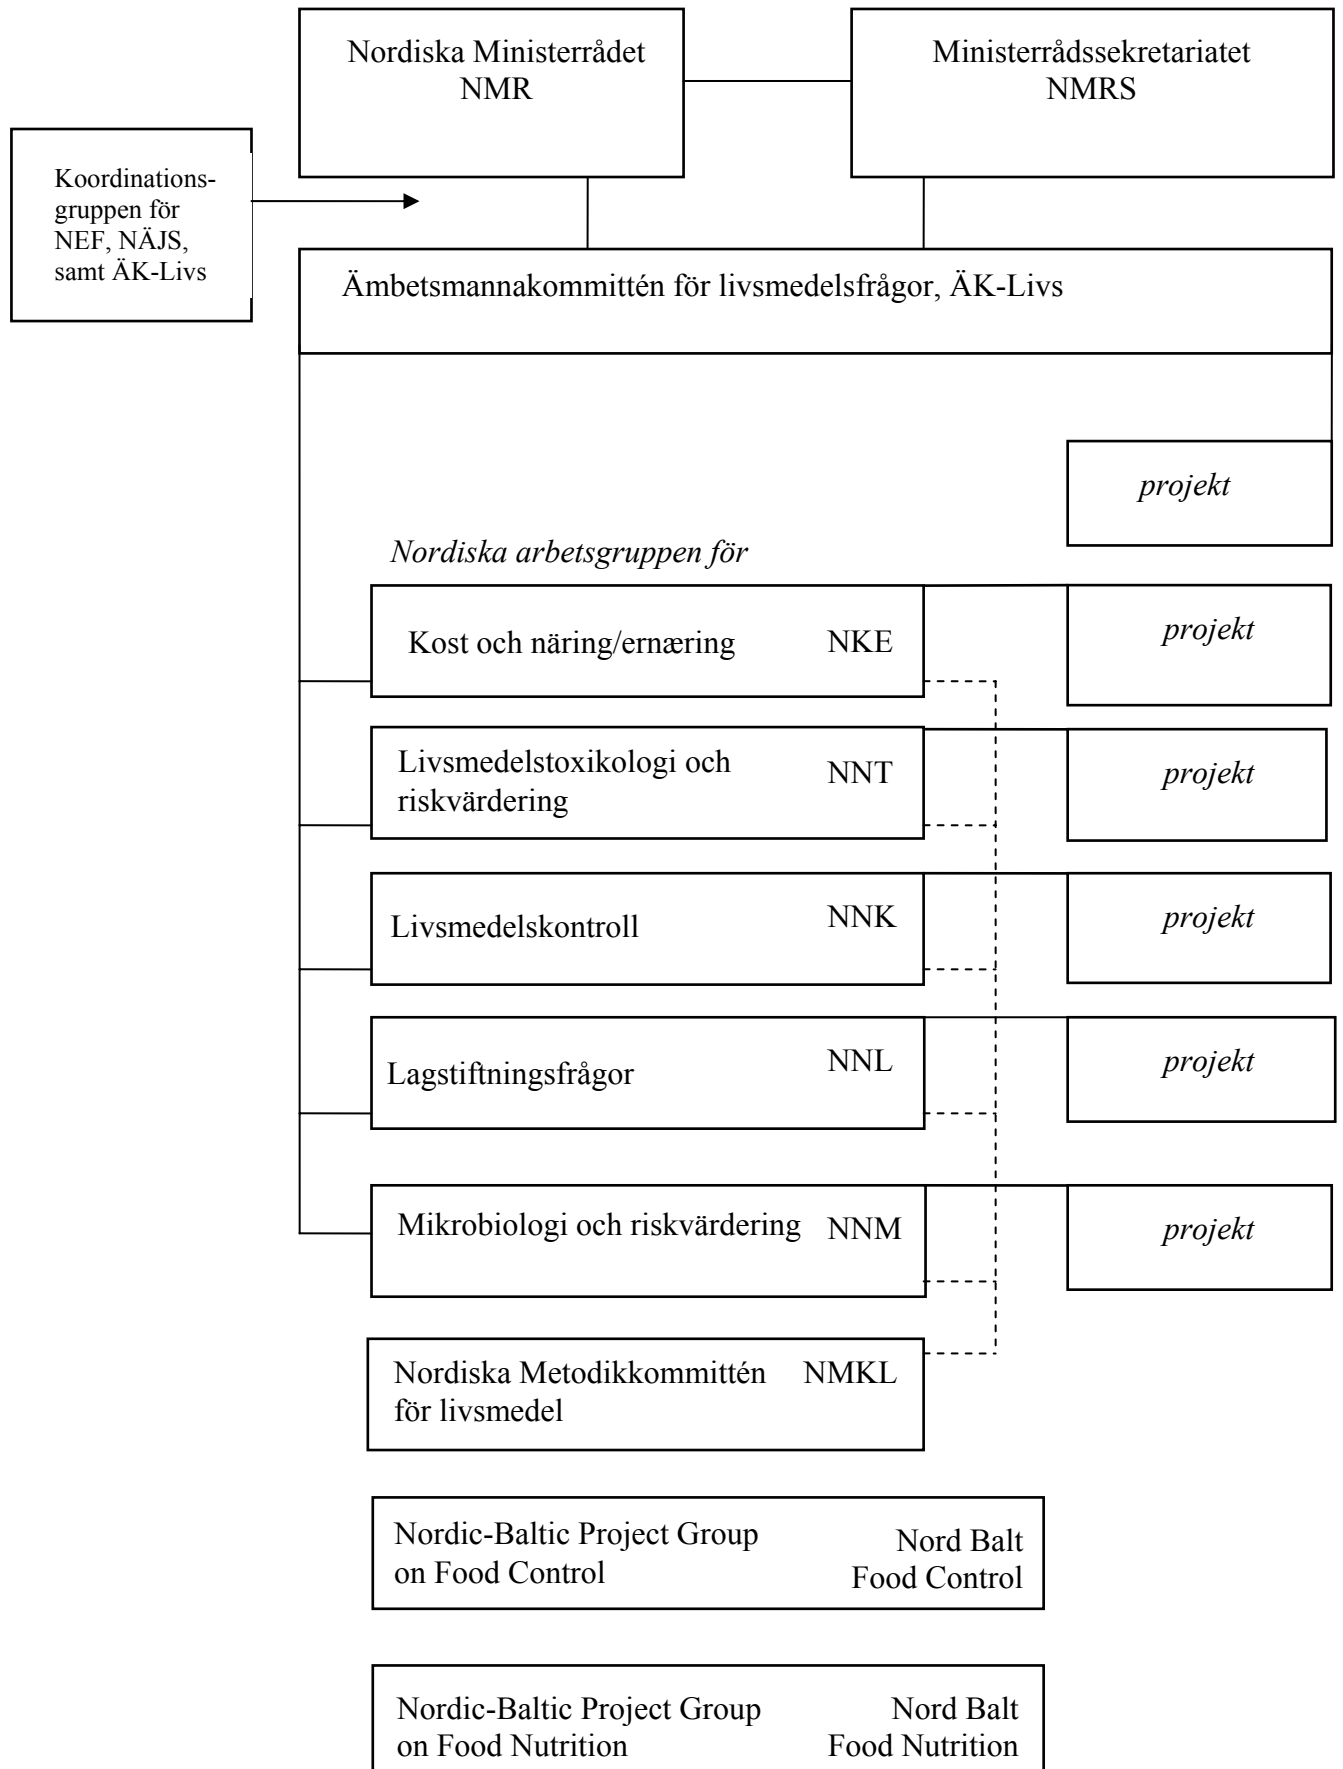 Nordiska Ministerrådet
NMR
Ministerrådssekretariatet
NMRS
Koordinations-
gruppen för
NEF, NÄJS,
samt ÄK-Livs
Ämbetsmannakommittén för livsmedelsfrågor, ÄK-Livs
projekt
Nordiska arbetsgruppen för
Kost och näring/ernæring NKE
projekt
Livsmedelstoxikologi och
riskvärdering
NNT
projekt
Livsmedelskontroll NNK
projekt
Lagstiftningsfrågor NNL
projekt
Mikrobiologi och riskvärdering NNM
projekt
Nordiska Metodikkommittén NMKL
för livsmedel
Nordic-Baltic Project Group
on Food Control
Nord Balt
Food Control
Nordic-Baltic Project Group
on Food Nutrition
Nord Balt
Food Nutrition